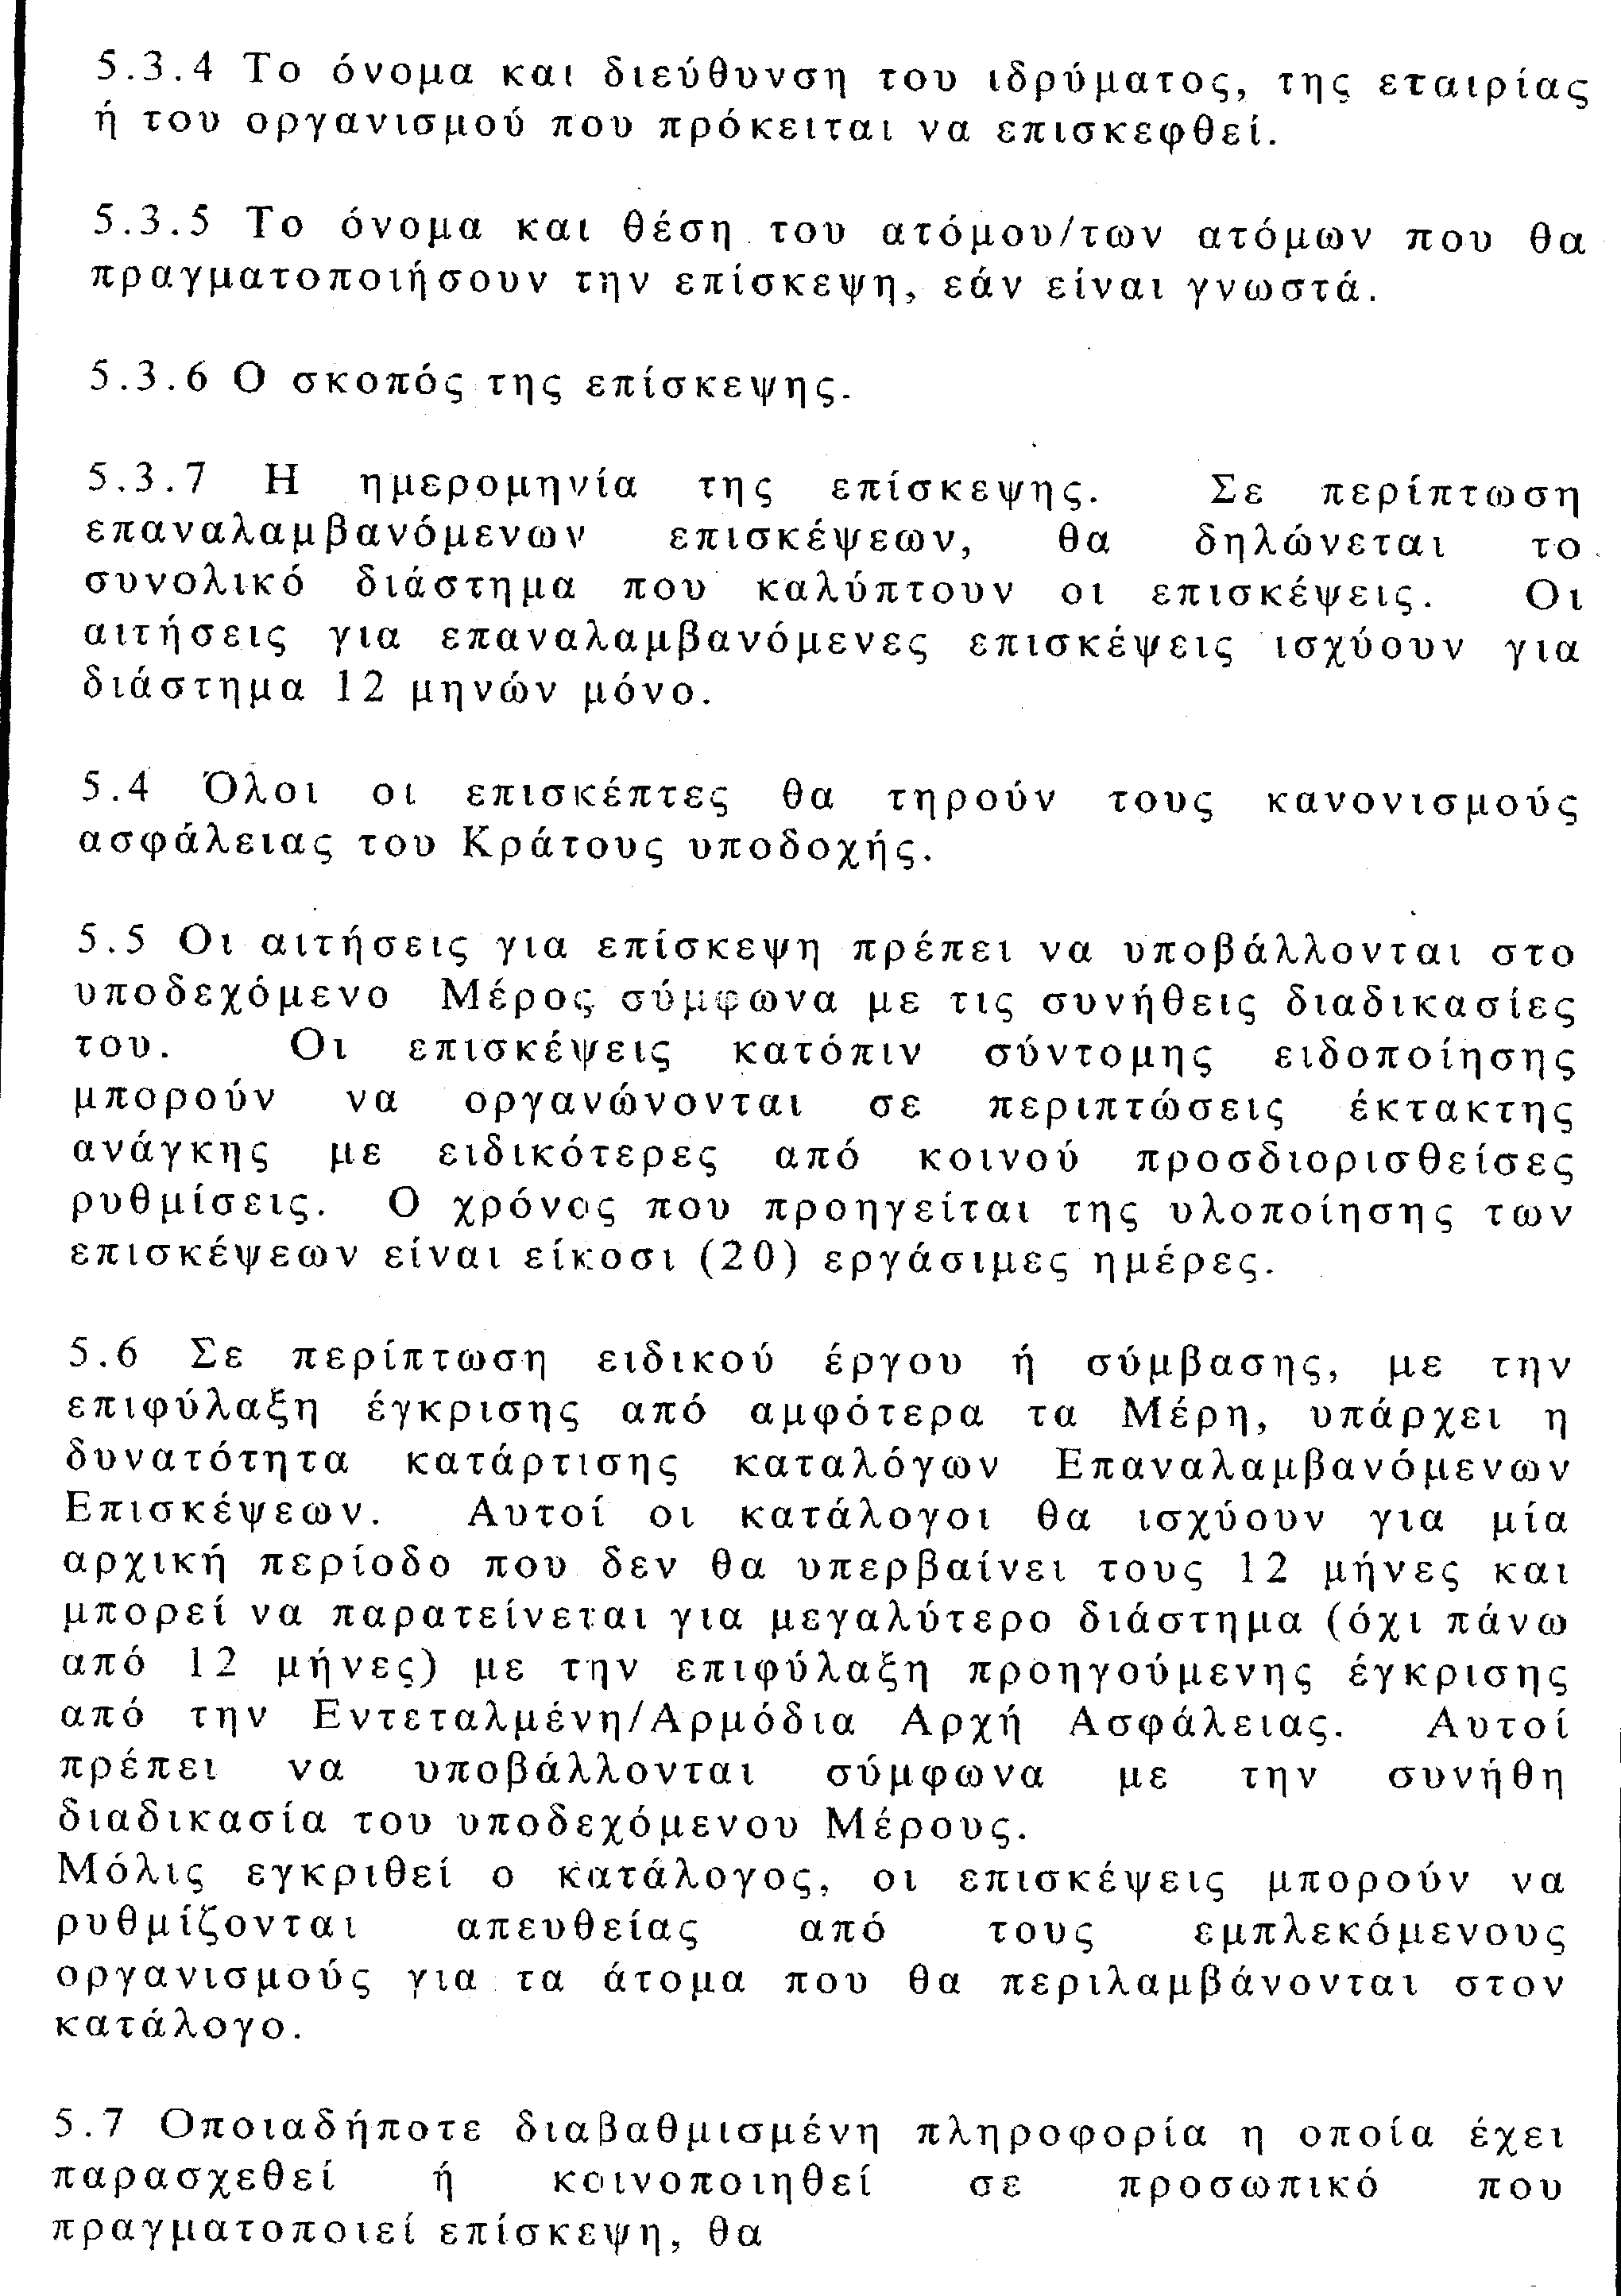 5.3.4 Το όνομα και διεύθυνση του ιδρύματος, της εταιρίας
ή του οργανισμού που πρόκειται να επισκεφθεί.
5.3.5 Το όνομα και θέση του ατόμου/των ατόμων που θα
πραγματοποιήσουν την επίσκεψη, εάν είναι γνωστά.
5.3.6 Ο σκοπός της επίσκεψης.
5.3.7 Η ημερομηνία της επίσκεψης. Σε περίπτωση
επαναλαμβανόμενων επισκέψεων, θα δηλώνεται το
συνολικό διάστημα που καλύπτουν οι επισκέψεις. Οι
αιτήσεις για επαναλαμβανόμενες επισκέψεις ισχύουν για
διάστημα 12 μηνών μόνο.
5.4 Όλοι οι επισκέπτες θα τηρούν τους κανονισμούς
ασφάλειας του Κράτους υποδοχής.
5.5 Οι αιτήσεις για επίσκεψη πρέπει να υποβάλλονται στο
υποδεχόμενο Μέρος σύμφωνα με τις συνήθεις διαδικασίες
του. Οι επισκέψεις κατόπιν σύντομης ειδοποίησης
μπορούν να οργανώνονται σε περιπτώσεις έκτακτης
ανάγκης με ειδικότερες από κοινού προσδιορισθείσες
ρυθμίσεις. Ο χρόνος που προηγείται της υλοποίησης των
επισκέψεων είναι είκοσι (20) εργάσιμες ημέρες.
5.6 Σε περίπτωση ειδικού έργου ή σύμβασης, με την
επιφύλαξη έγκρισης από αμφότερα τα Μέρη, υπάρχει η
δυνατότητα κατάρτισης καταλόγων Επαναλαμβανόμενων
Επισκέψεων. Αυτοί οι κατάλογοι θα ισχύουν για μία
αρχική περίοδο που δεν θα υπερβαίνει τους 12 μήνες και
μπορεί να παρατείνεται για μεγαλύτερο διάστημα (όχι πάνω
από 12 μήνες) με την επιφύλαξη προηγούμενης έγκρισης
από την Εντεταλμένη/Αρμόδια Αρχή Ασφάλειας. Αυτοί
πρέπει να υποβάλλονται σύμφωνα με την συνήθη
διαδικασία του υποδεχόμενου Μέρους.
Μόλις εγκριθεί ο κατάλογος, οι επισκέψεις μπορούν να
ρυθμίζονται απευθείας από τους εμπλεκόμενους
οργανισμούς για τα άτομα που θα περιλαμβάνονται στον
κατάλογο.
5.7 Οποιαδήποτε διαβαθμισμένη πληροφορία η οποία έχει
παρασχεθεί ή κοινοποιηθεί σε προσωπικό που
πραγματοποιεί επίσκεψη, θα